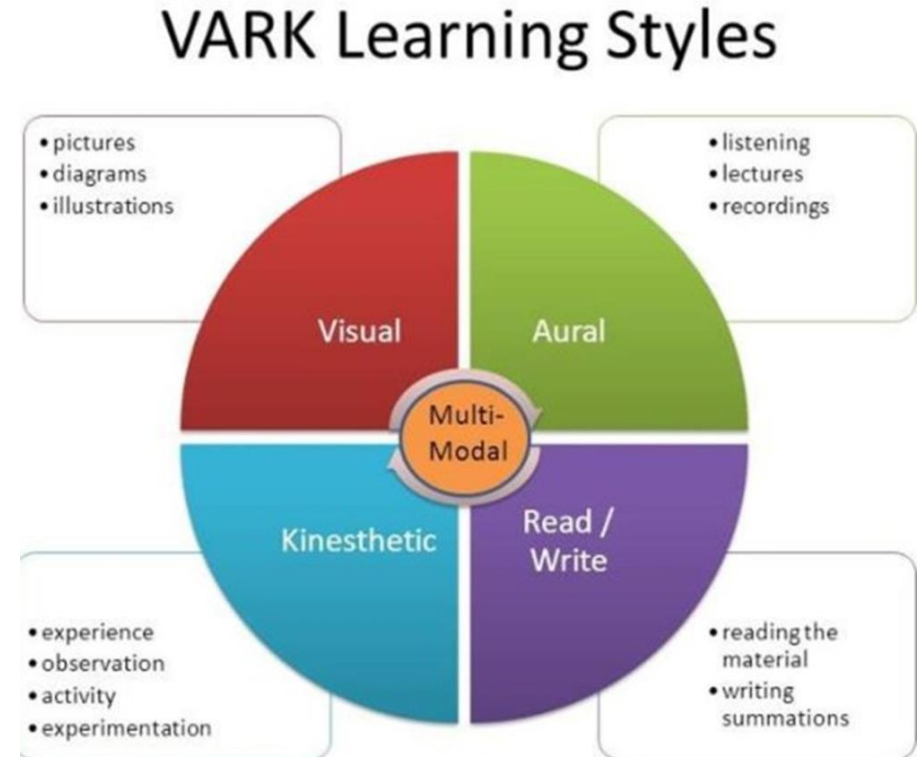 VARK Learning Styles
• pictures
• diagrams
• illustrations
• listening
• lectures
• recordings
Visual
Aural
Multi-
Modal
Kinesthetic
Read /
Write
• experience
• observation
• activity
• experimentation
• reading the
material
• writing
summations